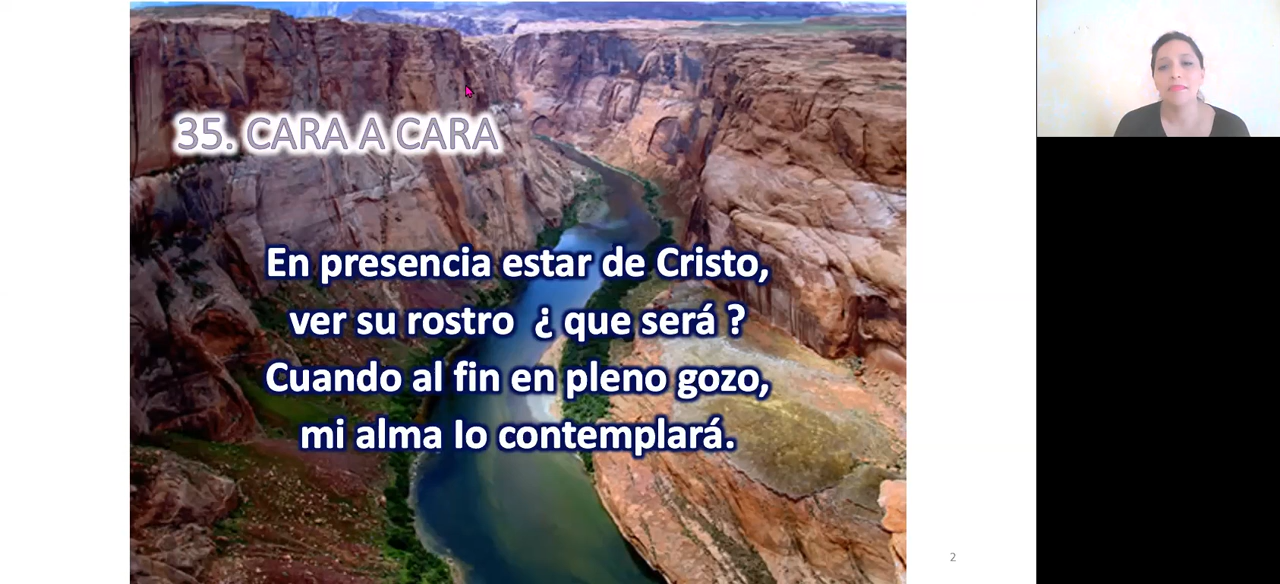 35. CARA A CARA
En presencia estar de Cristo,
ver su rostro ¿ que será ?
Cuando al fin en pleno gozo,
mi alma lo contemplará.
2